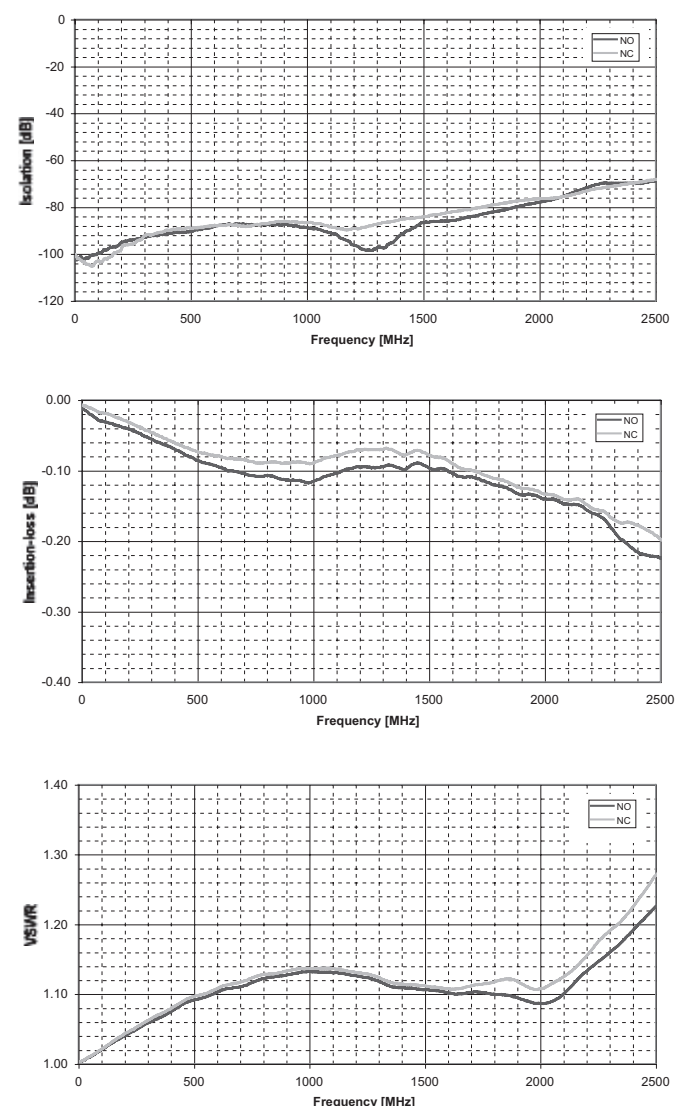 0
-20
-40
-60
-80
-100
-120
Isolation [dB]
NO
NC
0 500 1000 1500 2000 2500
Frequency [MHz]
0.00
-0.10
-0.20
-0.30
-0.40
Insertion-loss [dB]
NO
NC
0 500 1000 1500 2000 2500
Frequency [MHz]
1.40
1.30
1.20
1.10
1.00
VSWR
NO
NC
0 500 1000 1500 2000 2500
Frequency [MHz]